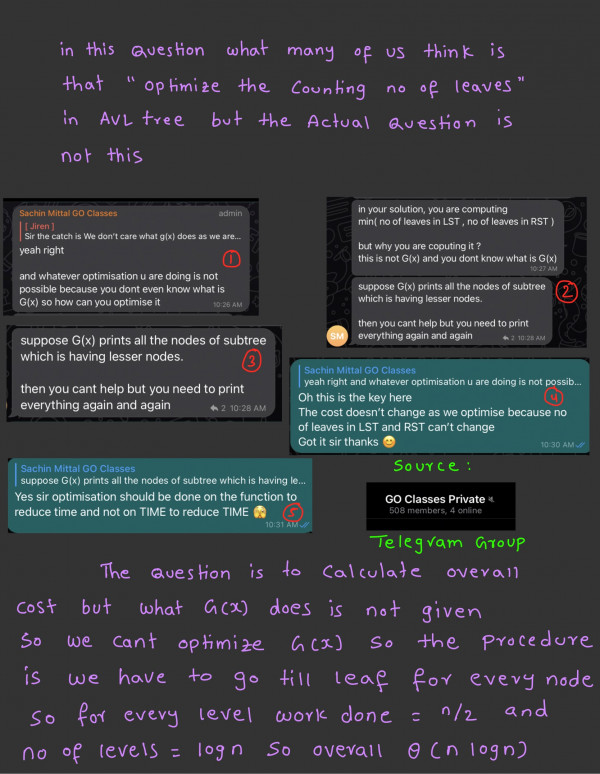 in this question what many of us think is
that "optimize the Counting no of leaves"
in AVL tree but the Actual Question is
not this
Sachin Mittal GO Classes admin
[ Jiren ]
Sir the catch is We don't care what g(x) does as we are...
yeah right
1
and whatever optimisation u are doing is not
possible because you dont even know what is
G(x) so how can you optimise it
10:26 AM
in your solution, you are computing
min( no of leaves in LST , no of leaves in RST )
but why you are coputing it ?
this is not G(x) and you dont know what is G(x)
10:27 AM
suppose G(x) prints all the nodes of subtree
which is having lesser nodes.
2
then you cant help but you need to print
everything again and again
SM
2 10:28 AM
suppose G(x) prints all the nodes of subtree
which is having lesser nodes.
3
then you cant help but you need to print
everything again and again
2 10:28 AM
Sachin Mittal GO Classes
yeah right and whatever optimisation u are doing is not possib...
Oh this is the key here
4
The cost doesn't change as we optimise because no
of leaves in LST and RST can't change
Got it sir thanks 😊
10:30 AM
Sachin Mittal GO Classes
suppose G(x) prints all the nodes of subtree which is having le...
Yes sir optimisation should be done on the function to
reduce time and not on TIME to reduce TIME 🫣
5
10:31 AM
Source :
GO Classes Private
508 members, 4 online
Telegram Group
The question is to Calculate overall
cost but what G(x) does is not given
So we cant optimize G(x) so the procedure
is we have to go till leaf for every node
so for every level work done = n/2 and
no of levels = logn so overall θ(n logn)